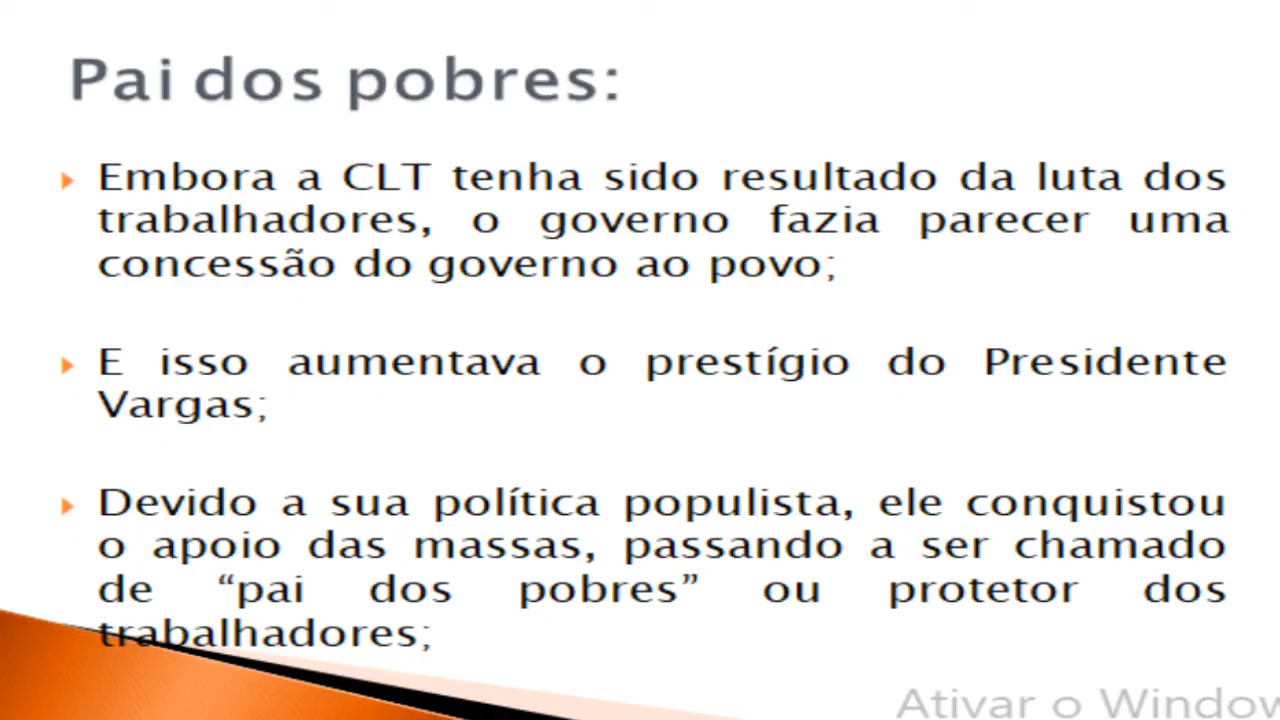 Pai dos pobres:
Embora a CLT tenha sido resultado da luta dos
trabalhadores, o governo fazia parecer uma
concessão do governo ao povo;
E isso aumentava o prestígio do Presidente
Vargas;
Devido a sua política populista, ele conquistou
o apoio das massas, passando a ser chamado
de “pai dos pobres” ou protetor dos
trabalhadores;
Ativar o Window